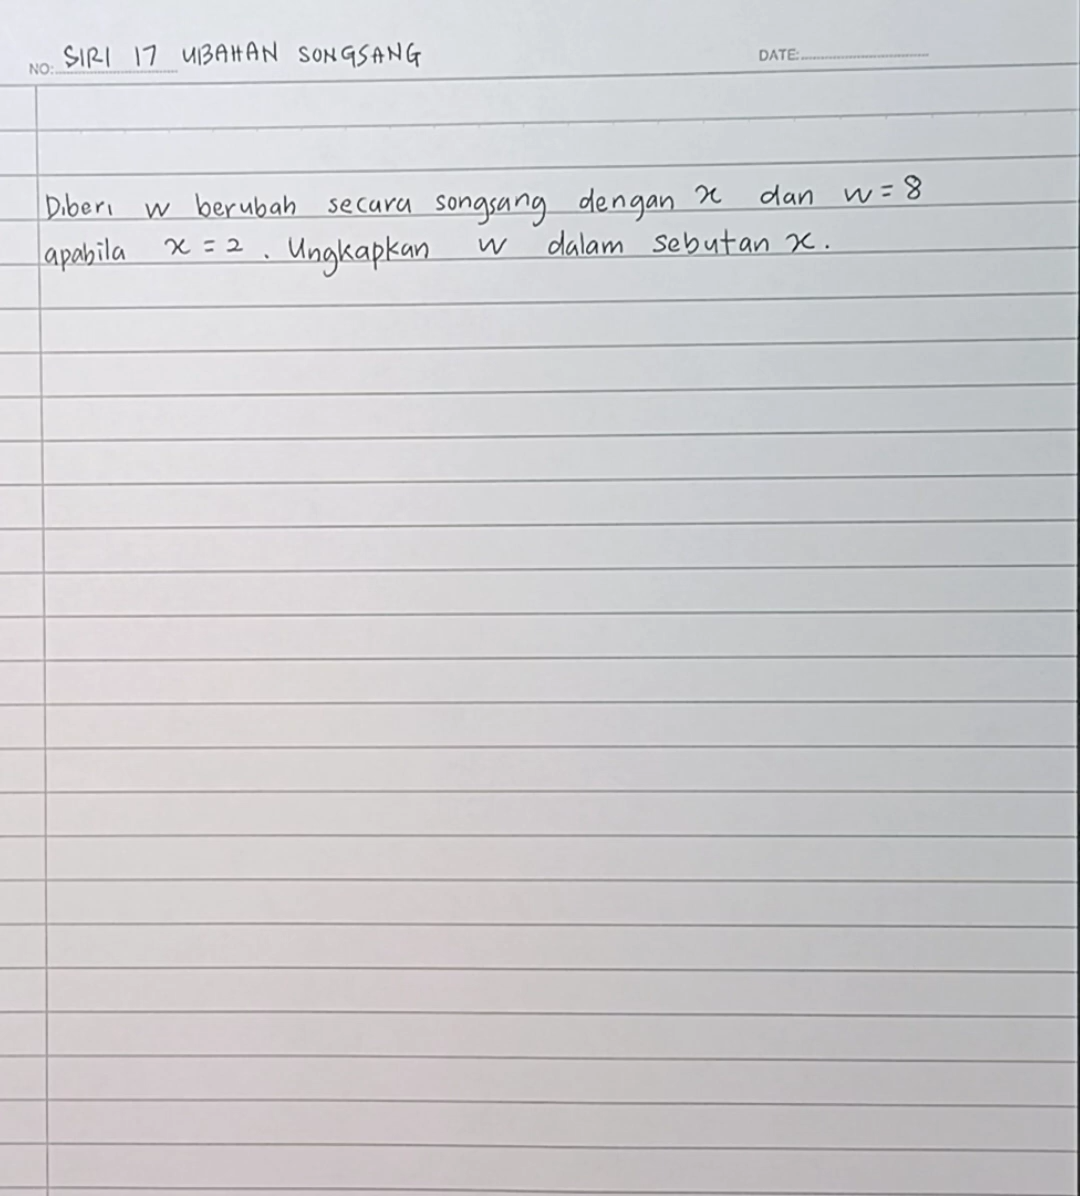 NO: SIRI 17 UBAHAN SONGSANG DATE:
Diberi w berubah secara songsang dengan x dan w = 8
apabila x = 2. Ungkapkan w dalam sebutan x.